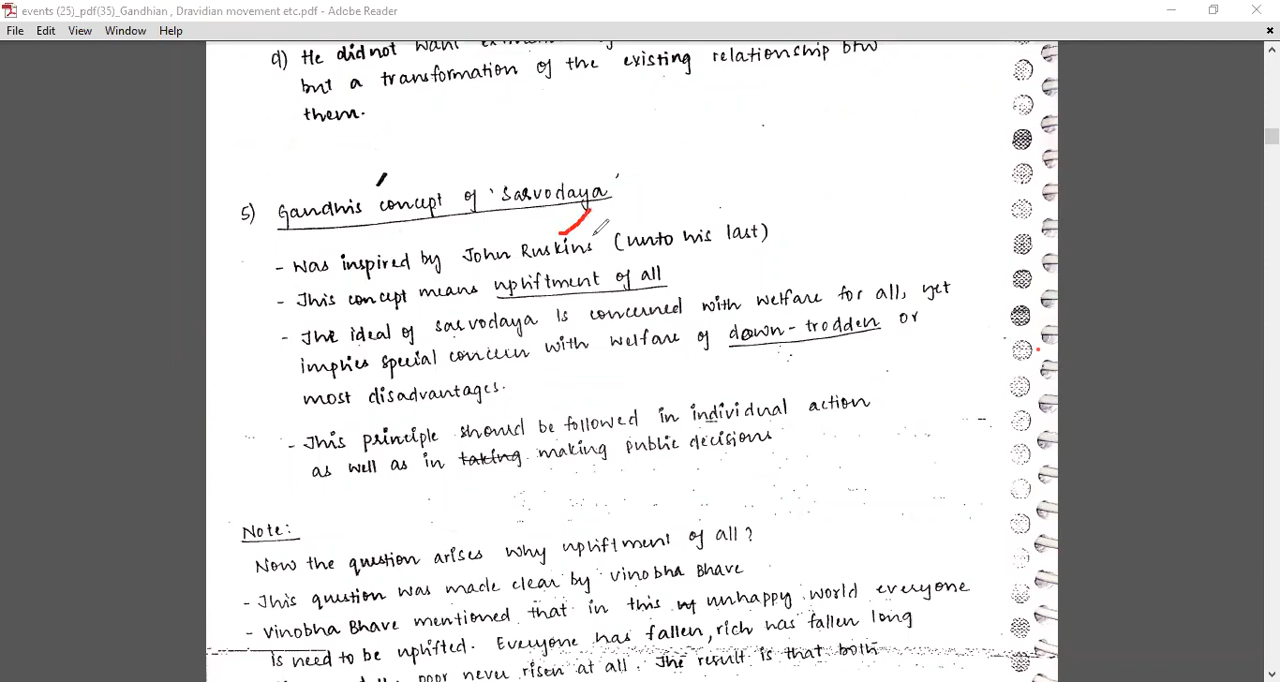 events (25)_pdf(35)_Gandhian , Dravidian movement etc.pdf - Adobe Reader
File Edit View Window Help
d) He did not want
but a transformation of the existing relationship btw
them.
5) Gandhis concept of 'Sarvodaya'
- Was inspired by John Ruskins (unto his last)
- This concept means upliftment of all
- The ideal of sarvodaya is concerned with welfare for all, yet
implies special concern with welfare of down-trodden or
most disadvantages.
- This principle should be followed in individual action
as well as in taking making public decisions
Note:
Now the question arises why upliftment of all?
- This question was made clear by Vinobha Bhave
- Vinobha Bhave mentioned that in this unhappy world everyone
is need to be uplifted. Everyone has fallen, rich has fallen long
poor never risen at all. The result is that both